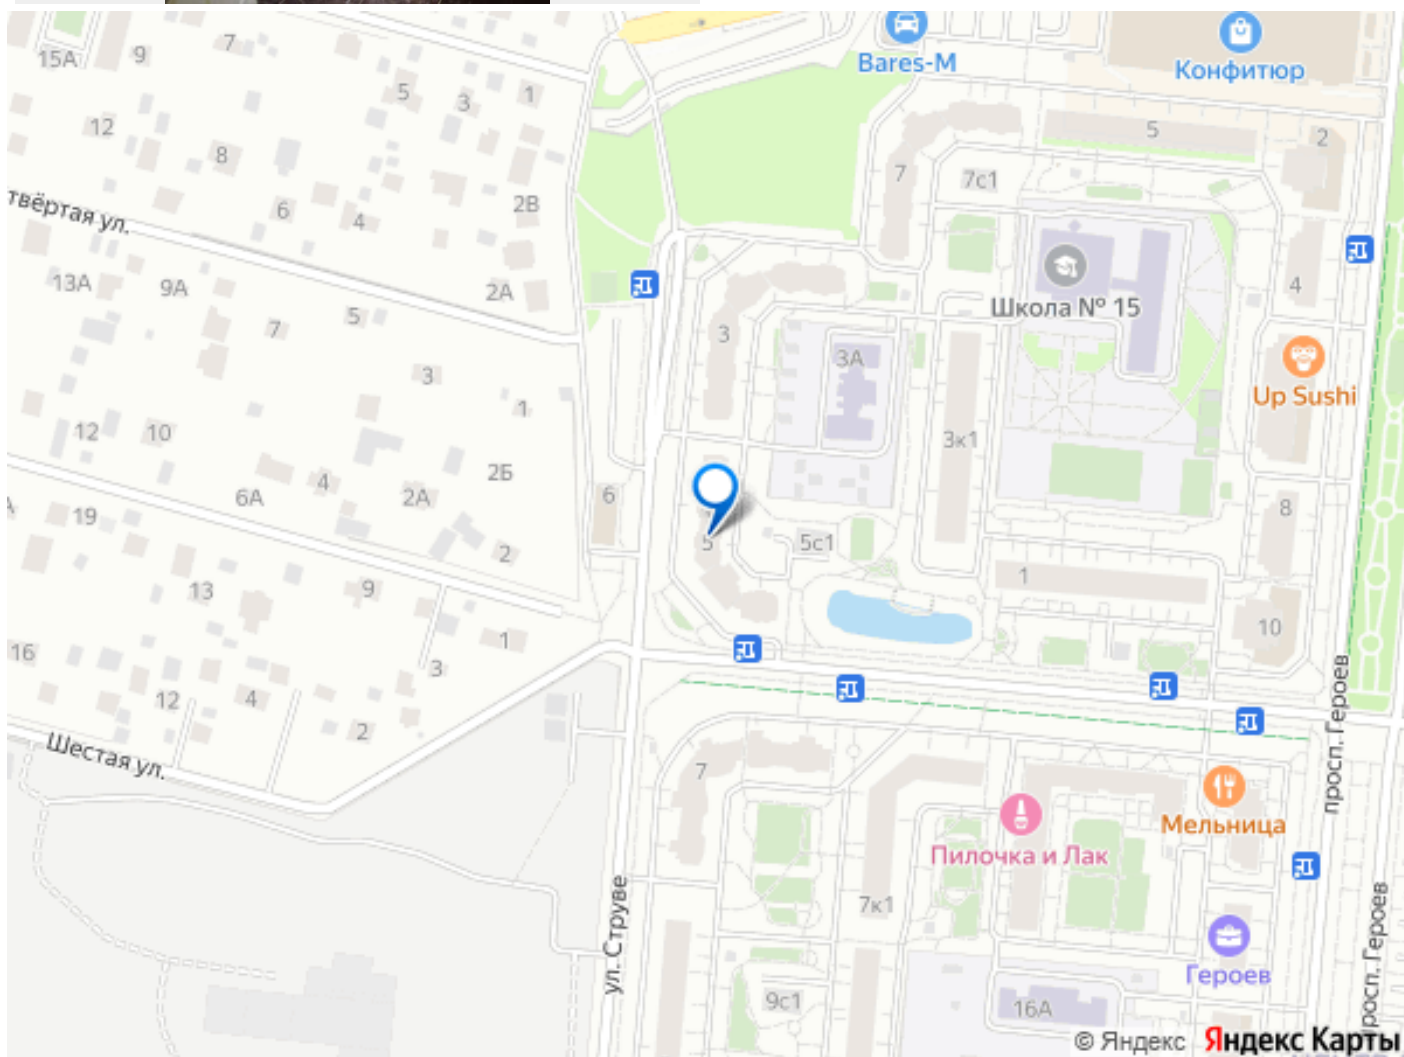 7
9
15А
Bares-M
Конфитюр
5
3
1
12
5
2
8
7
7с1
2В
6
4
твёртая ул.
Школа № 15
13А
9А
2А
4
5
7
3
3А
3
Up Sushi
1
12
10
3к1
2Б
4
6А
2А
6
19
8
5
5с1
2
9
13
1
10
1
16
3
12
4
2
просп. Героев
Шестая ул.
7
Мельница
Пилочка и Лак
7к1
ул. Струве
просп. Героев
Героев
9с1
16А
© Яндекс Яндекс Карты